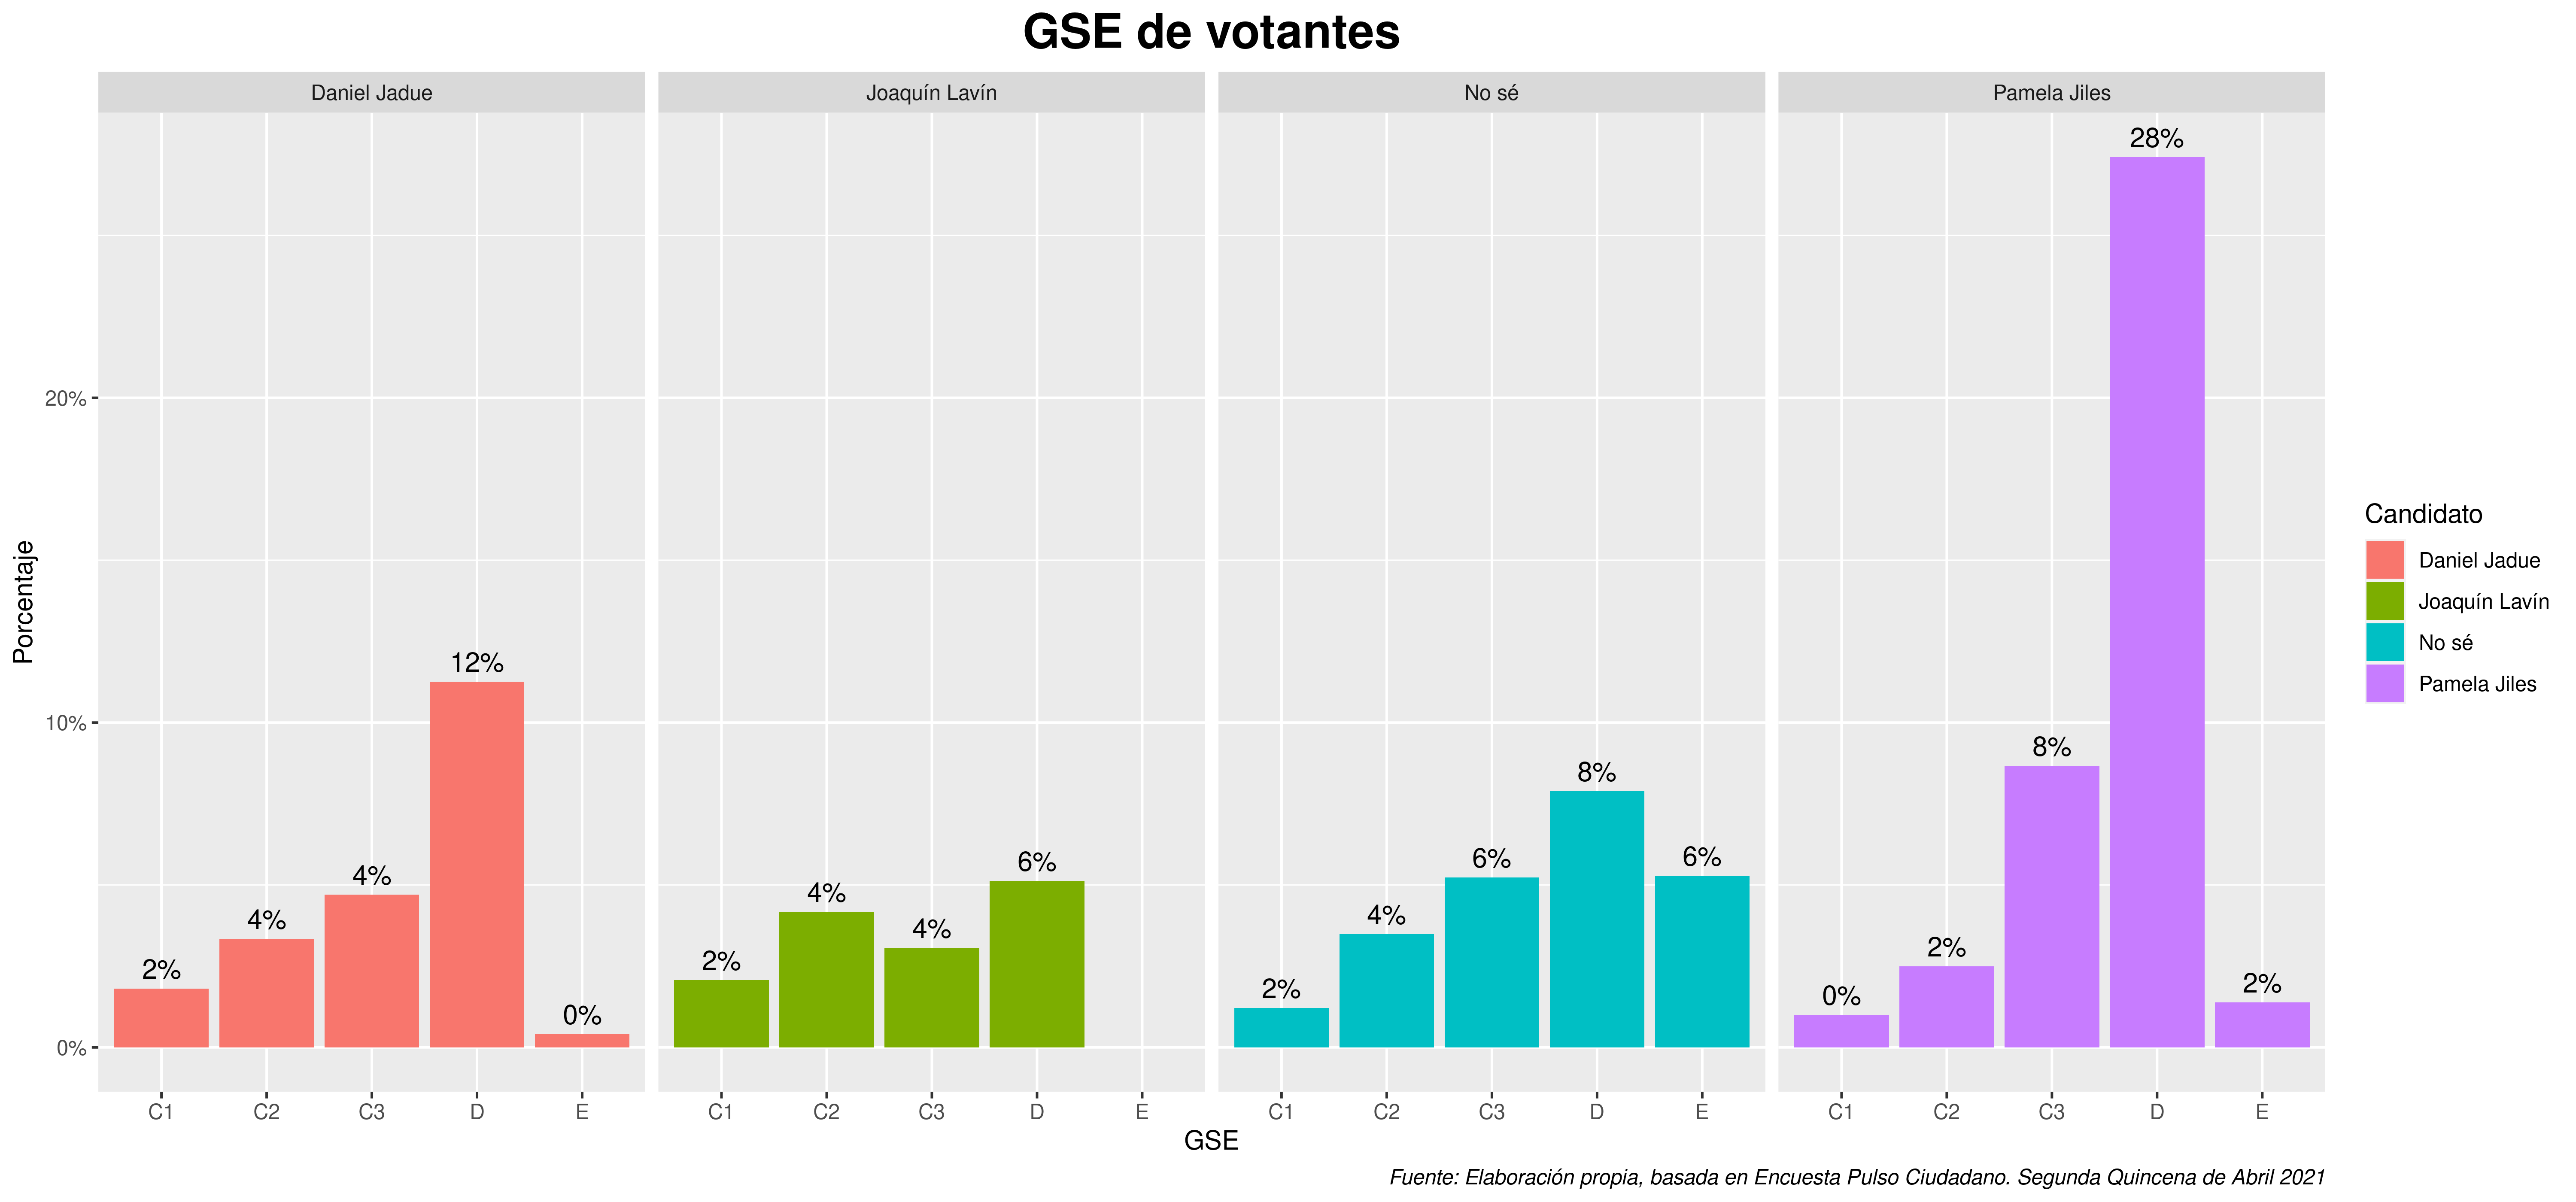 GSE de votantes
Daniel Jadue
Joaquín Lavín
No sé
Pamela Jiles
Porcentaje
20%
10%
0%
2%
4%
4%
12%
0%
2%
4%
4%
6%
2%
4%
6%
8%
6%
0%
2%
8%
28%
2%
C1 C2 C3 D E
C1 C2 C3 D E
C1 C2 C3 D E
C1 C2 C3 D E
GSE
Candidato
Daniel Jadue
Joaquín Lavín
No sé
Pamela Jiles
Fuente: Elaboración propia, basada en Encuesta Pulso Ciudadano. Segunda Quincena de Abril 2021